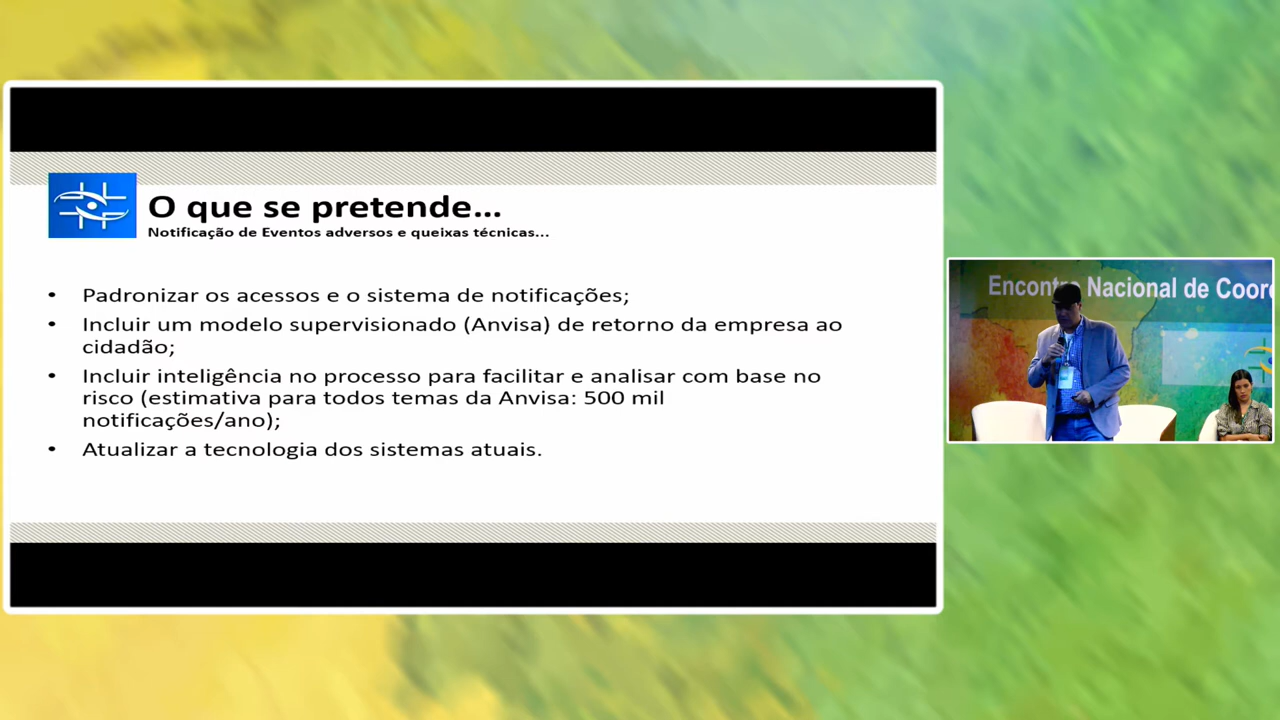 O que se pretende...
Notificação de Eventos adversos e queixas técnicas...
• Padronizar os acessos e o sistema de notificações;
• Incluir um modelo supervisionado (Anvisa) de retorno da empresa ao
cidadão;
• Incluir inteligência no processo para facilitar e analisar com base no
risco (estimativa para todos temas da Anvisa: 500 mil
notificações/ano);
• Atualizar a tecnologia dos sistemas atuais.
Encontro Nacional de Coor